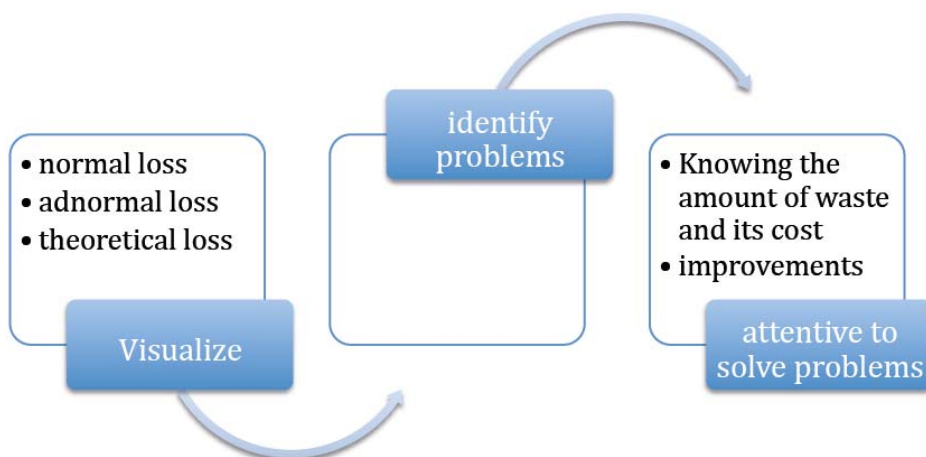 • normal loss
• adnormal loss
• theoretical loss
Visualize
identify
problems
• Knowing the
amount of waste
and its cost
• improvements
attentive to
solve problems